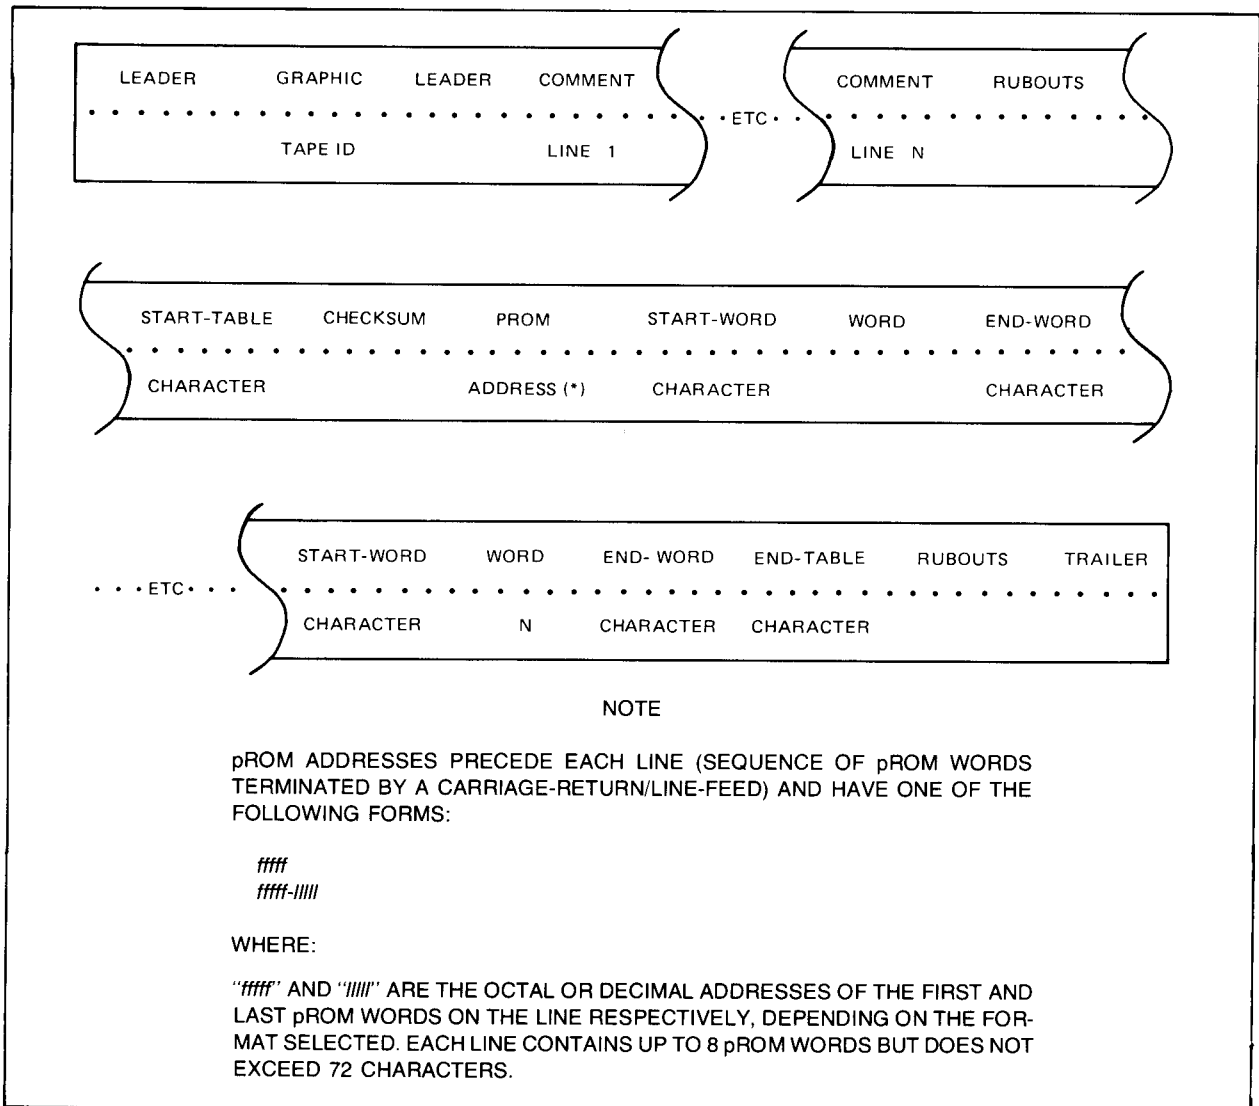 LEADER GRAPHIC LEADER COMMENT COMMENT RUBOUTS
· · ETC · ·
TAPE ID LINE 1 LINE N
START-TABLE CHECKSUM PROM START-WORD WORD END-WORD
CHARACTER ADDRESS (*) CHARACTER CHARACTER
START-WORD WORD END- WORD END-TABLE RUBOUTS TRAILER
· · · ETC · · ·
CHARACTER N CHARACTER CHARACTER
NOTE
pROM ADDRESSES PRECEDE EACH LINE (SEQUENCE OF pROM WORDS
TERMINATED BY A CARRIAGE-RETURN/LINE-FEED) AND HAVE ONE OF THE
FOLLOWING FORMS:
fffff
fffff-lllll
WHERE:
"fffff" AND "lllll" ARE THE OCTAL OR DECIMAL ADDRESSES OF THE FIRST AND
LAST pROM WORDS ON THE LINE RESPECTIVELY, DEPENDING ON THE FOR-
MAT SELECTED. EACH LINE CONTAINS UP TO 8 pROM WORDS BUT DOES NOT
EXCEED 72 CHARACTERS.